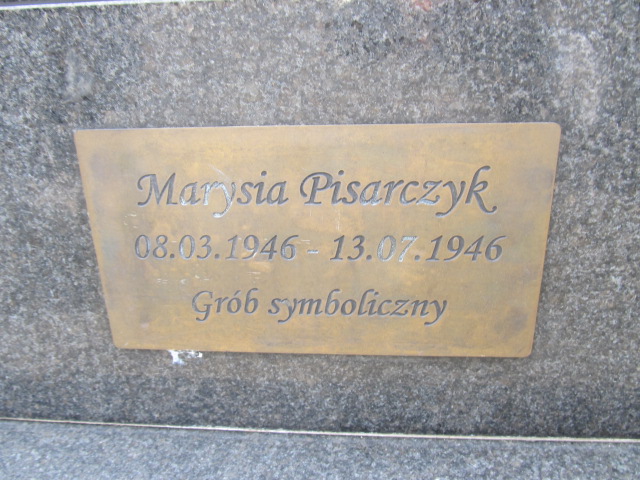 Marysia Pisarczyk
08.03.1946 - 13.07.1946
Grób symboliczny